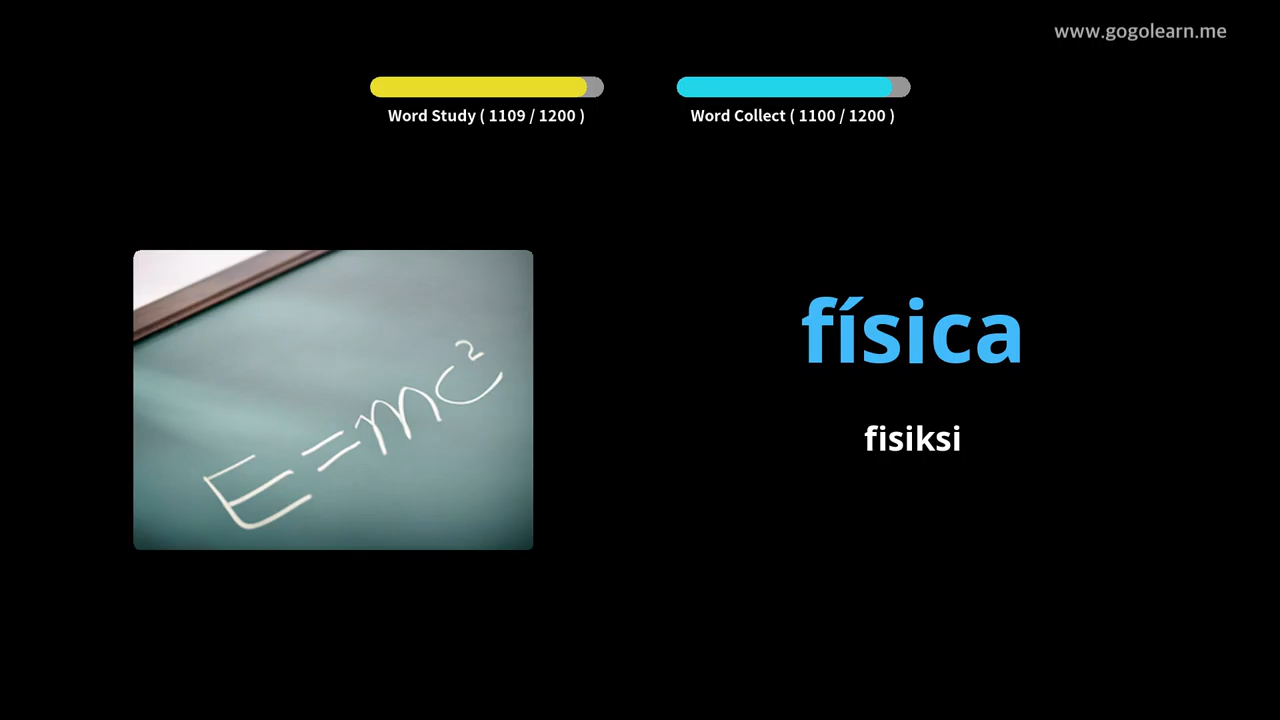 www.gogolearn.me
Word Study ( 1109 / 1200 )
Word Collect ( 1100 / 1200 )
E=mc²
física
fisiksi